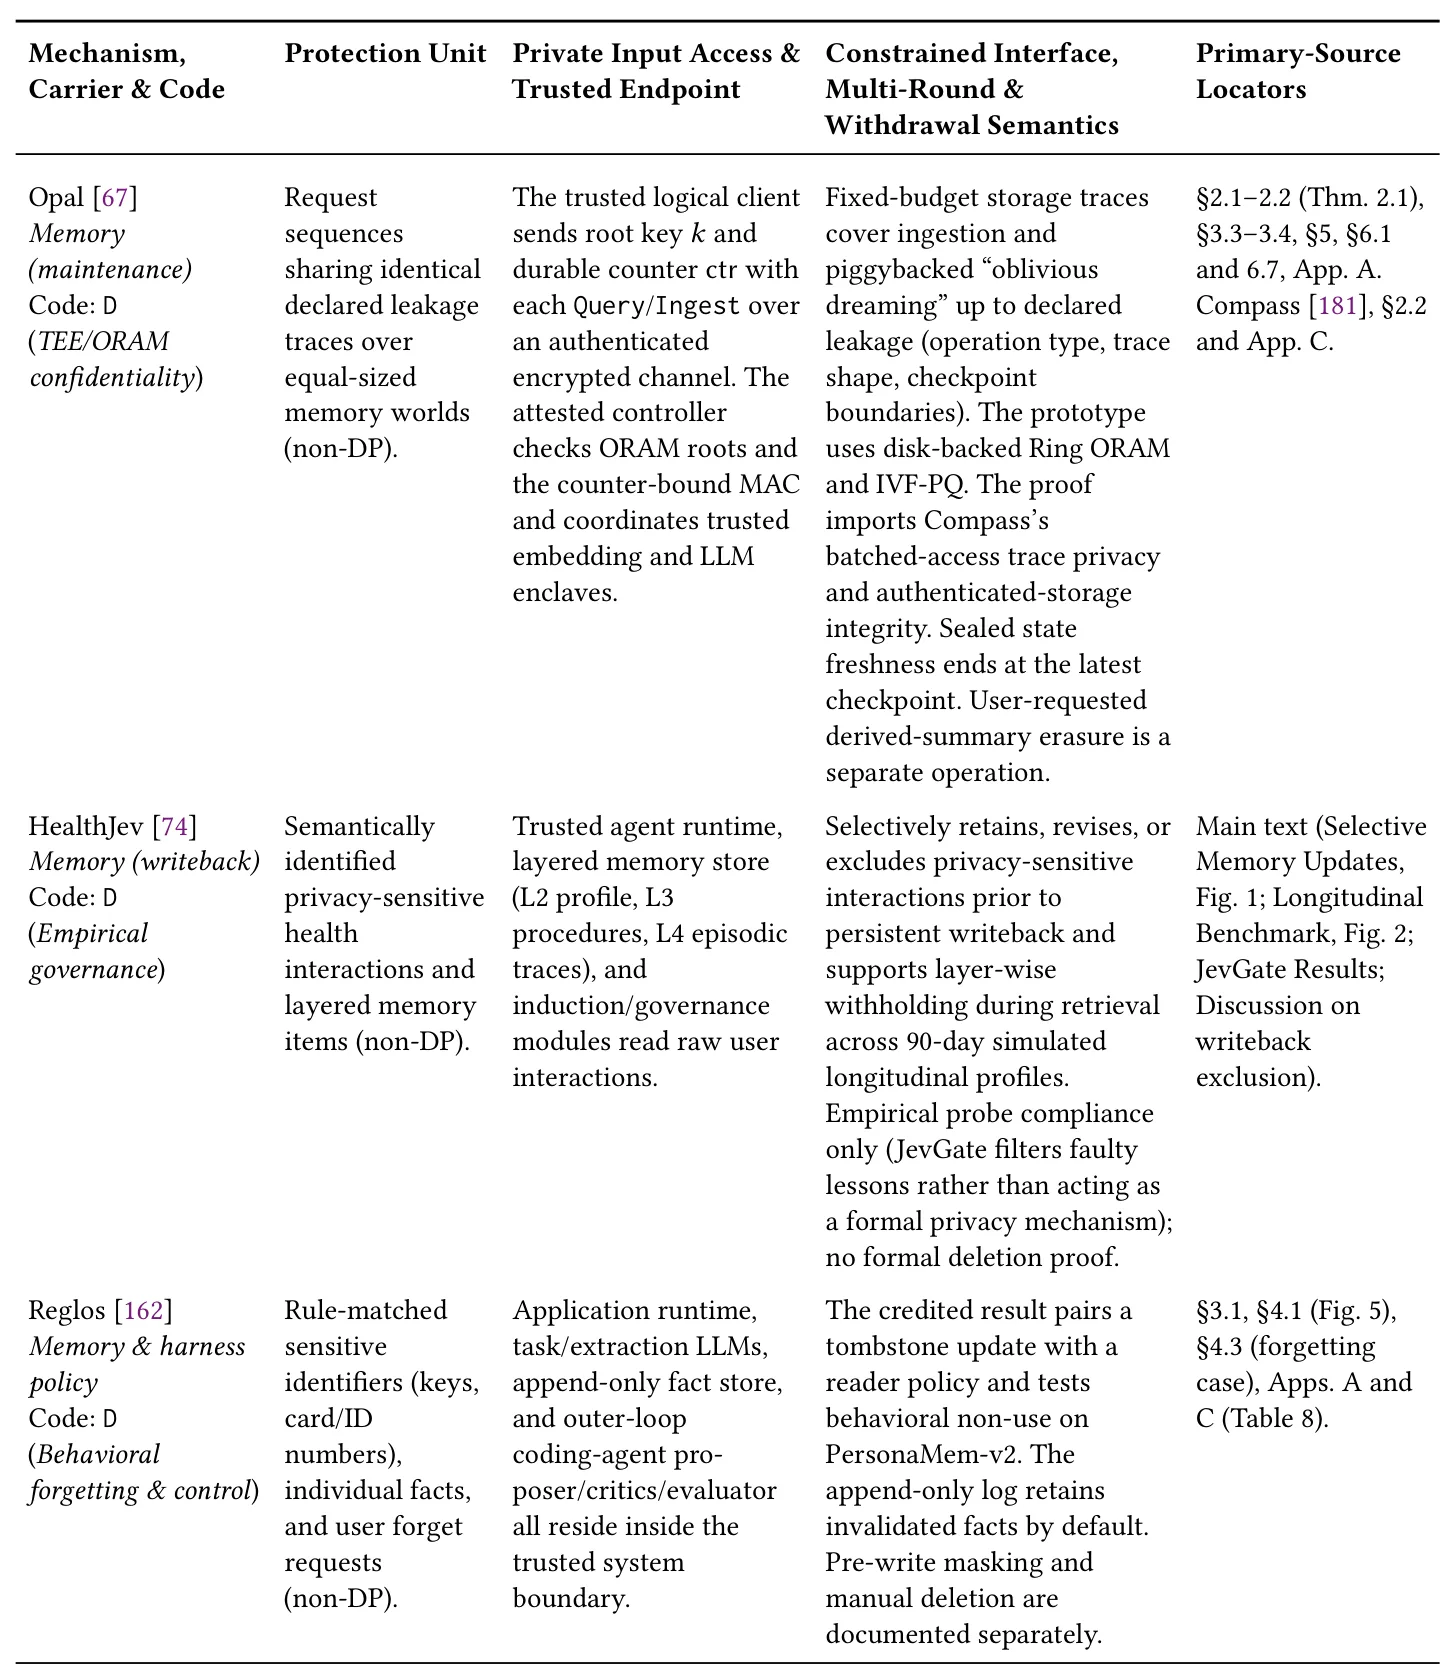 Mechanism,
Carrier & Code
Protection Unit
Private Input Access &
Trusted Endpoint
Constrained Interface,
Multi-Round &
Withdrawal Semantics
Primary-Source
Locators
Opal [67]
Memory
(maintenance)
Code: D
(TEE/ORAM
confidentiality)
Request
sequences
sharing identical
declared leakage
traces over
equal-sized
memory worlds
(non-DP).
The trusted logical client
sends root key k and
durable counter ctr with
each Query/Ingest over
an authenticated
encrypted channel. The
attested controller
checks ORAM roots and
the counter-bound MAC
and coordinates trusted
embedding and LLM
enclaves.
Fixed-budget storage traces
cover ingestion and
piggybacked “oblivious
dreaming” up to declared
leakage (operation type, trace
shape, checkpoint
boundaries). The prototype
uses disk-backed Ring ORAM
and IVF-PQ. The proof
imports Compass’s
batched-access trace privacy
and authenticated-storage
integrity. Sealed state
freshness ends at the latest
checkpoint. User-requested
derived-summary erasure is a
separate operation.
§2.1–2.2 (Thm. 2.1),
§3.3–3.4, §5, §6.1
and 6.7, App. A.
Compass [181], §2.2
and App. C.
HealthJev [74]
Memory (writeback)
Code: D
(Empirical
governance)
Semantically
identified
privacy-sensitive
health
interactions and
layered memory
items (non-DP).
Trusted agent runtime,
layered memory store
(L2 profile, L3
procedures, L4 episodic
traces), and
induction/governance
modules read raw user
interactions.
Selectively retains, revises, or
excludes privacy-sensitive
interactions prior to
persistent writeback and
supports layer-wise
withholding during retrieval
across 90-day simulated
longitudinal profiles.
Empirical probe compliance
only (JevGate filters faulty
lessons rather than acting as
a formal privacy mechanism);
no formal deletion proof.
Main text (Selective
Memory Updates,
Fig. 1; Longitudinal
Benchmark, Fig. 2;
JevGate Results;
Discussion on
writeback
exclusion).
Reglos [162]
Memory & harness
policy
Code: D
(Behavioral
forgetting & control)
Rule-matched
sensitive
identifiers (keys,
card/ID
numbers),
individual facts,
and user forget
requests
(non-DP).
Application runtime,
task/extraction LLMs,
append-only fact store,
and outer-loop
coding-agent pro-
poser/critics/evaluator
all reside inside the
trusted system
boundary.
The credited result pairs a
tombstone update with a
reader policy and tests
behavioral non-use on
PersonaMem-v2. The
append-only log retains
invalidated facts by default.
Pre-write masking and
manual deletion are
documented separately.
§3.1, §4.1 (Fig. 5),
§4.3 (forgetting
case), Apps. A and
C (Table 8).